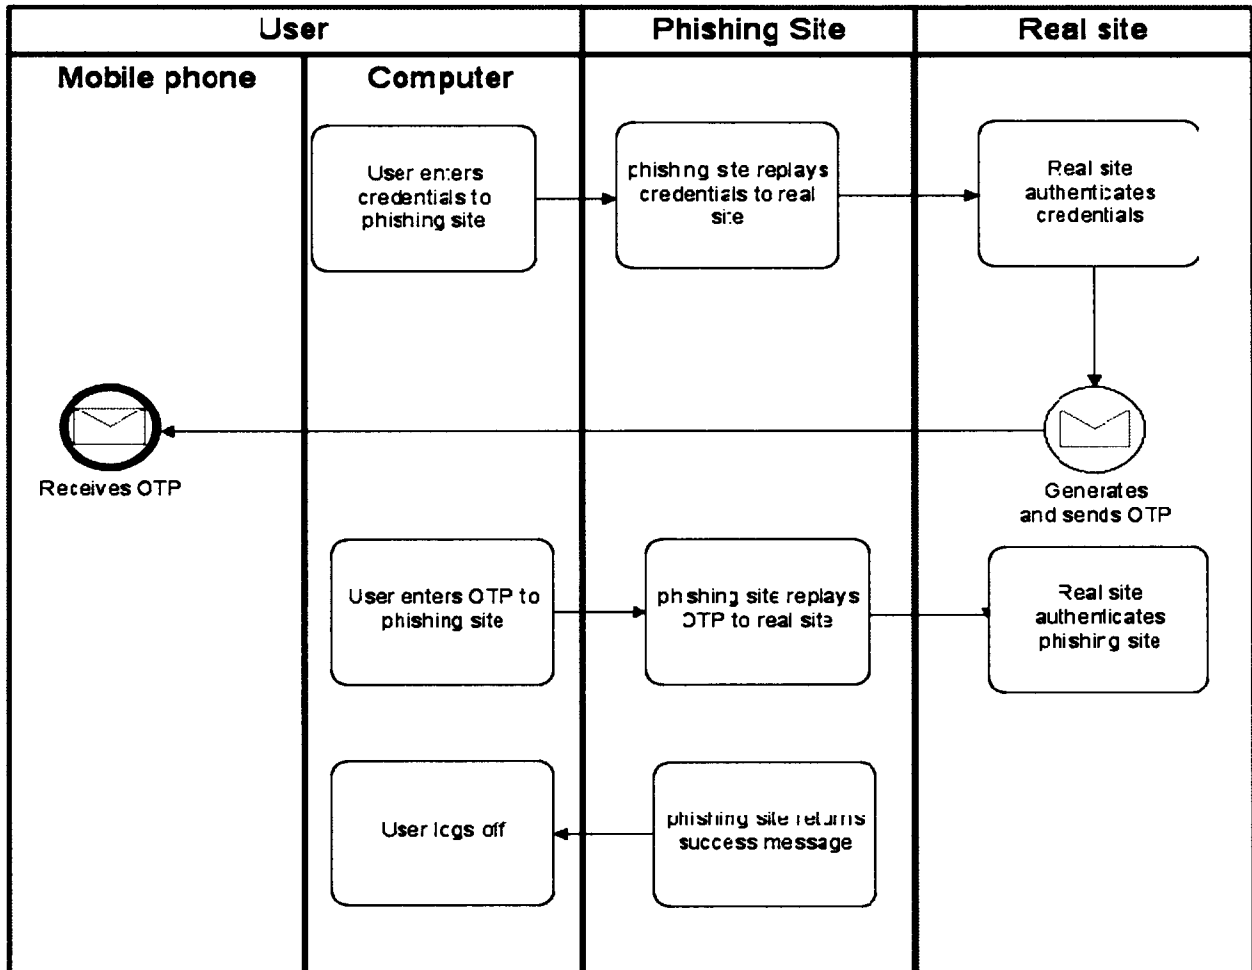 User
Phishing Site
Real site
Mobile phone
Computer
User enters
credentials to
phishing site
phishing site replays
credentials to real
site
Real site
authenticates
credentials
Receives OTP
Generates
and sends OTP
User enters OTP to
phishing site
phishing site replays
OTP to real site
Real site
authenticates
phishing site
User logs off
phishing site returns
success message